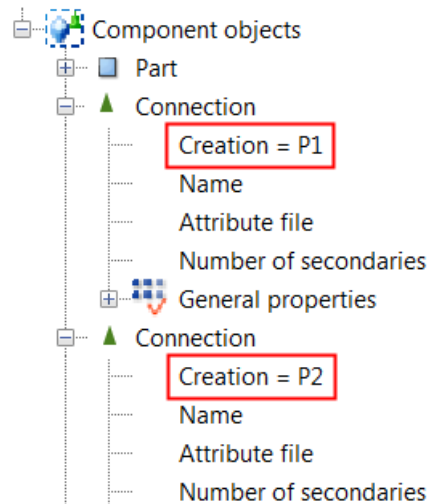 Component objects
Part
Connection
Creation = P1
Name
Attribute file
Number of secondaries
General properties
Connection
Creation = P2
Name
Attribute file
Number of secondaries